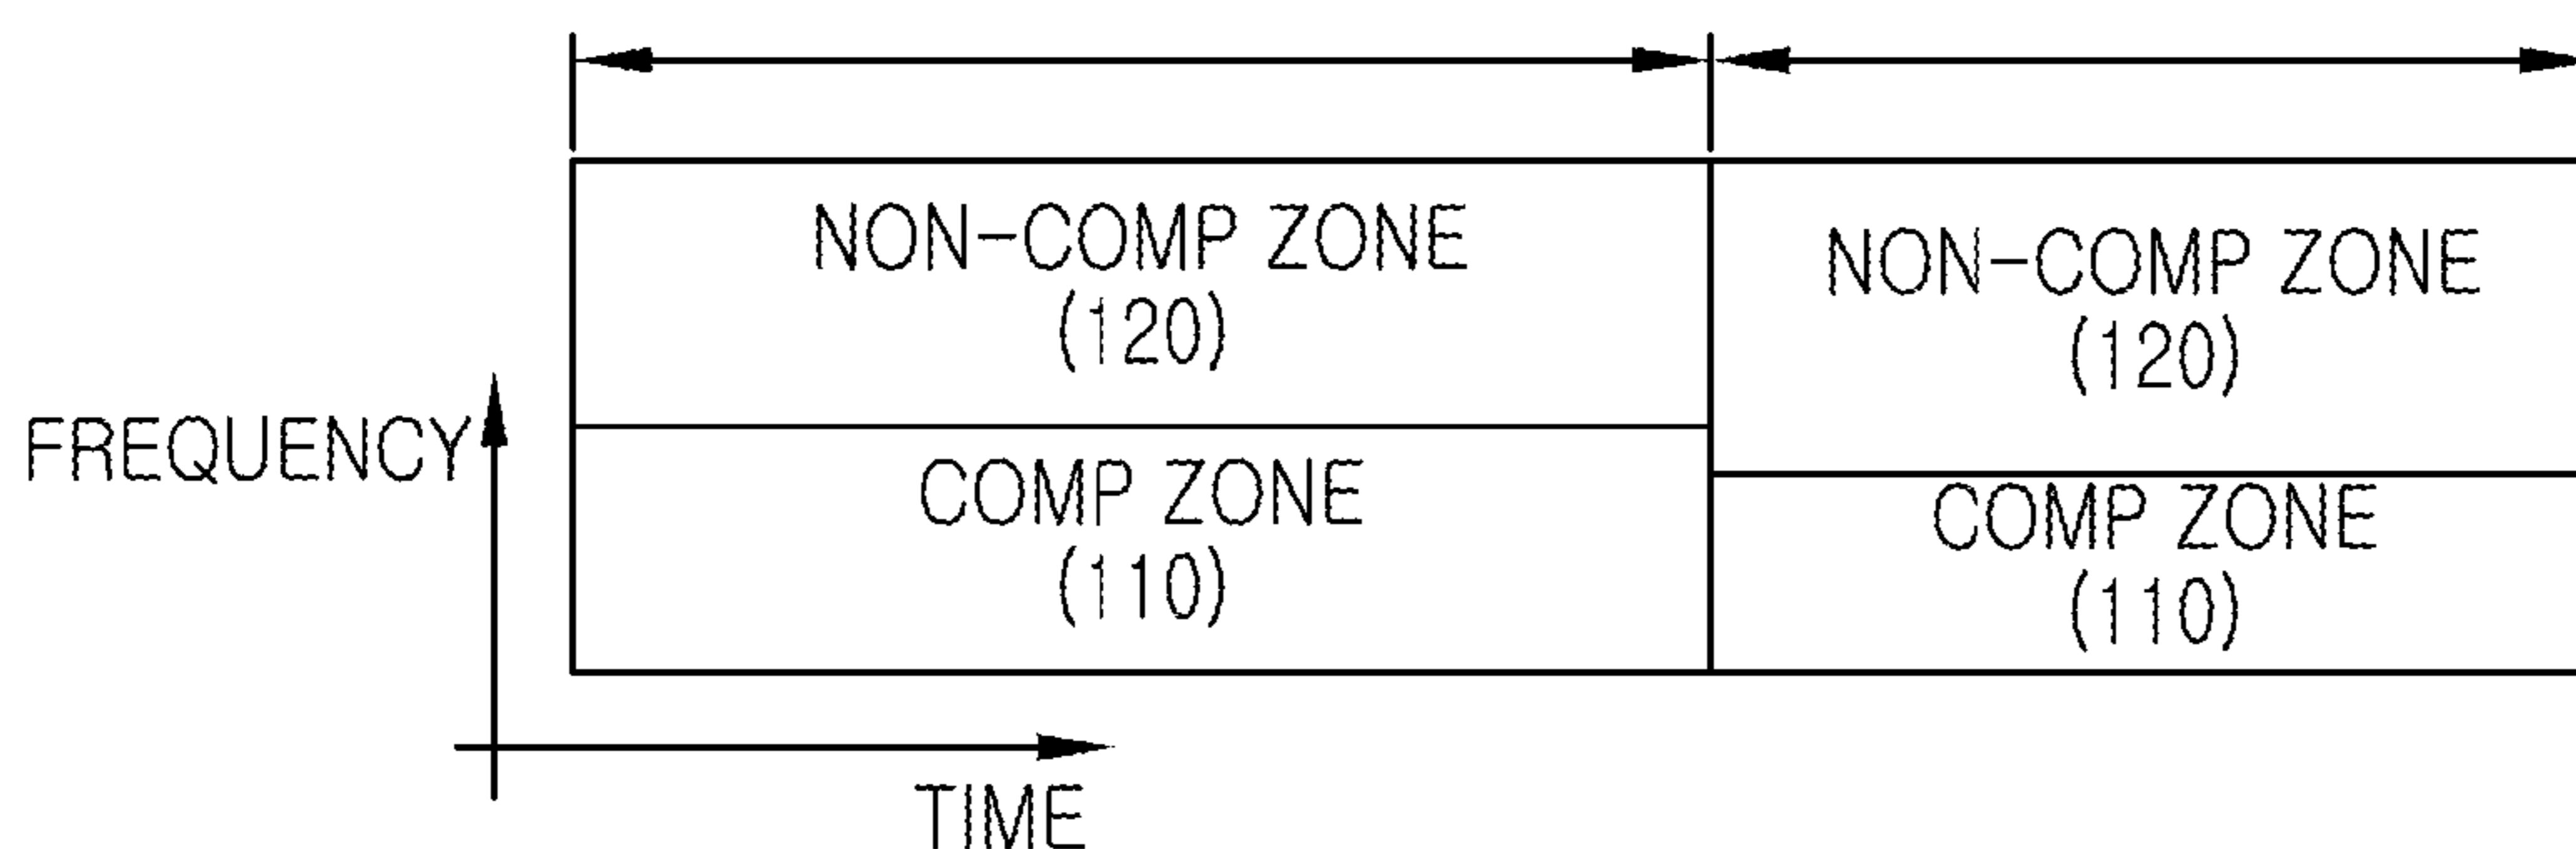 NON-COMP ZONE
(120)
NON-COMP ZONE
(120)
FREQUENCY
COMP ZONE
(110)
COMP ZONE
(110)
TIME